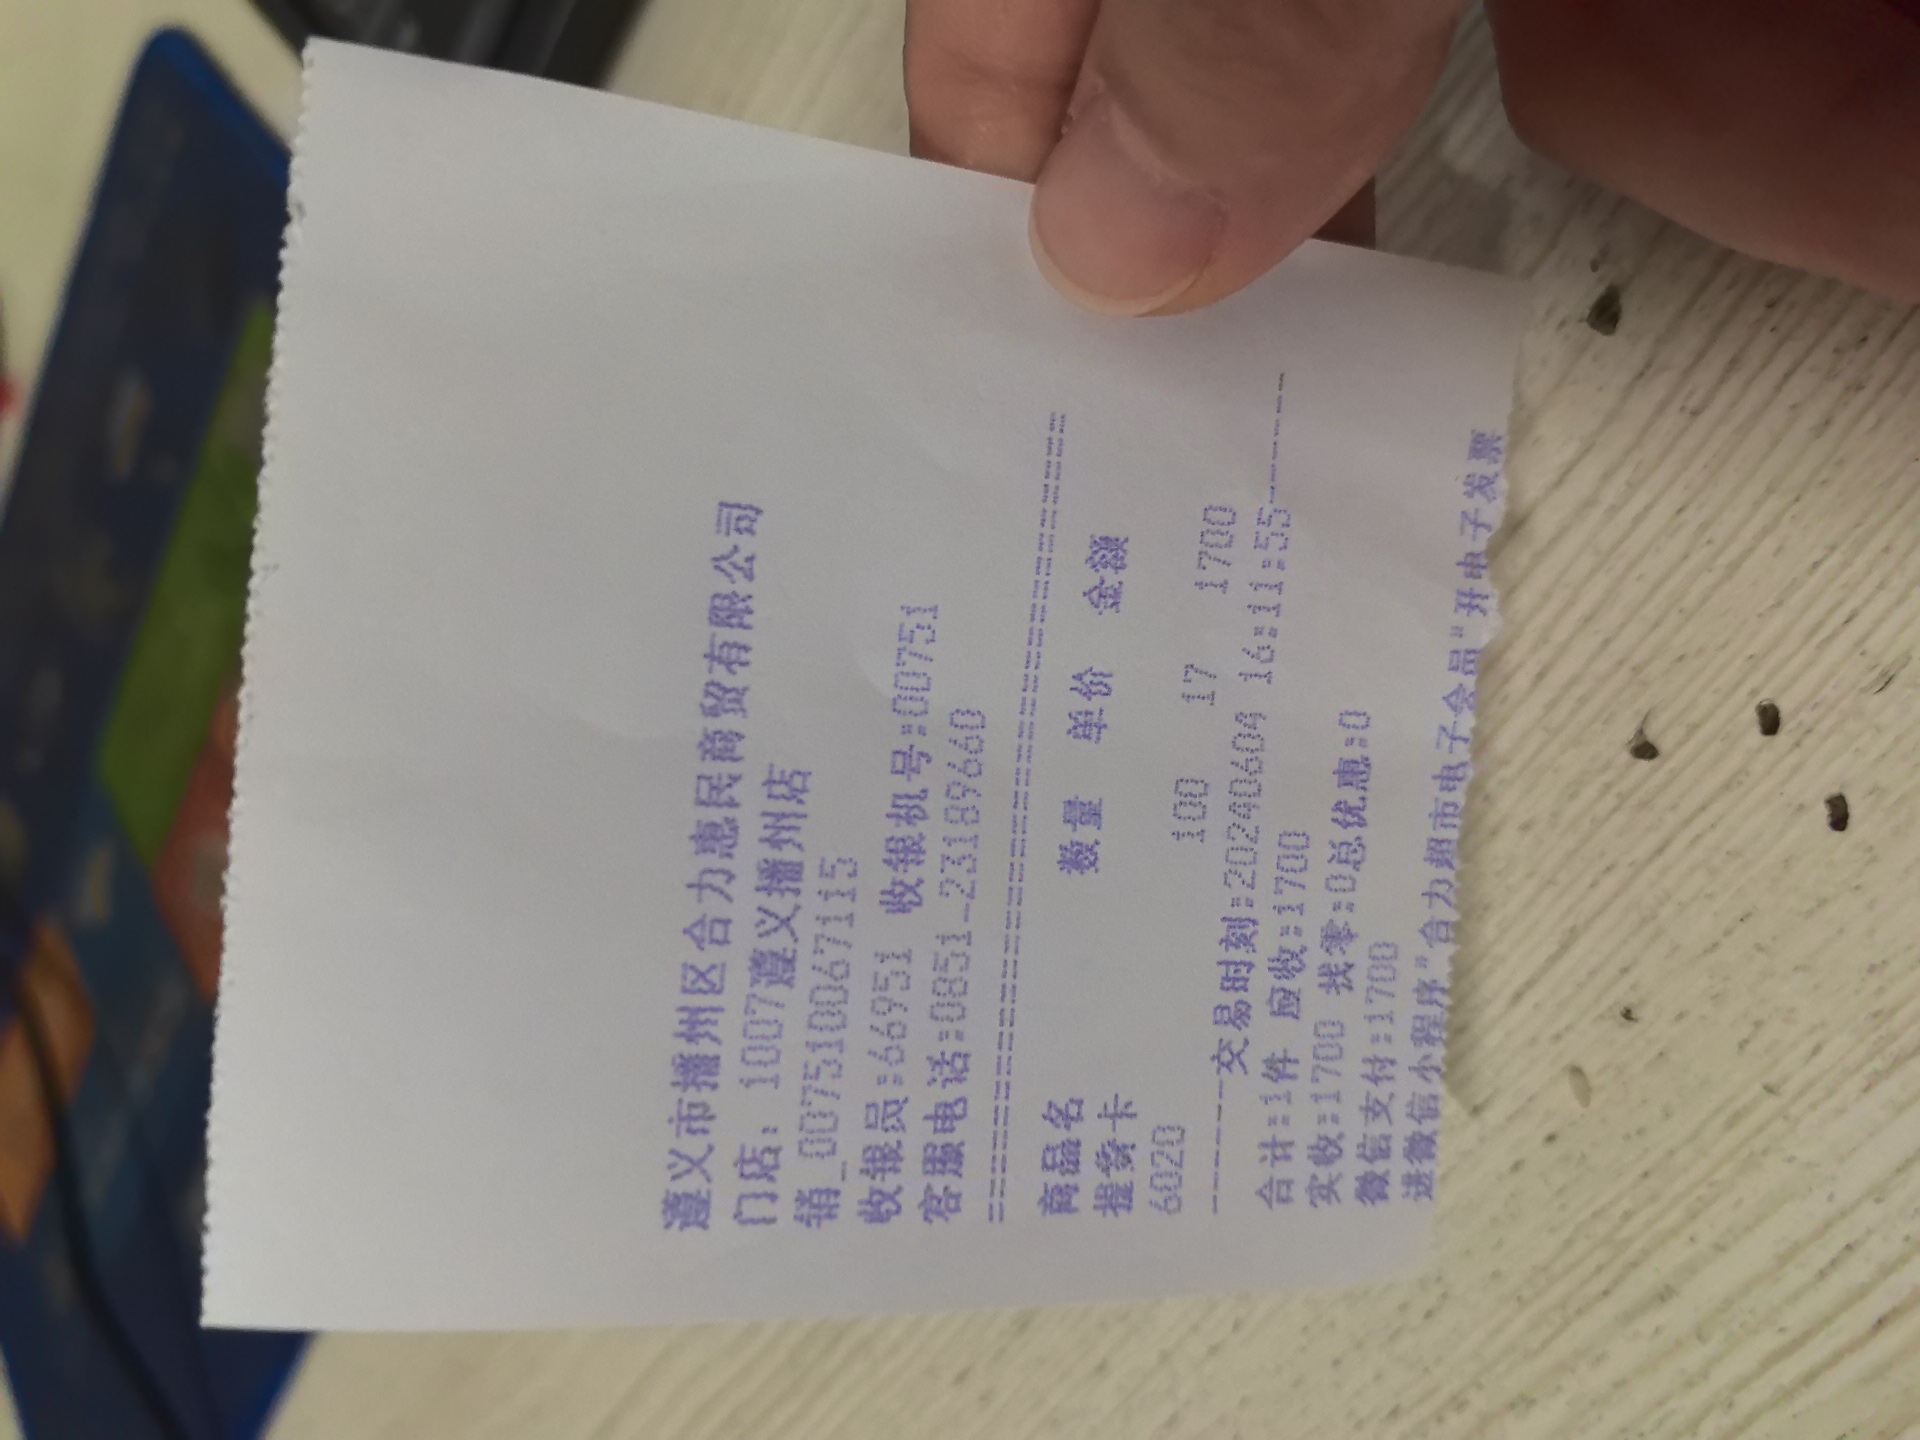 遵义市播州区合力惠民商贸有限公司
门店：1007遵义播州店
销_007510067115
收银员:66951 收银机号:00751
客服电话:0851-23189660
==========================================
商品名 数量 单价 金额
提货卡
6020 100 17 1700
------交易时刻:20240604 16:11:55------
合计:1件 应收:1700
实收:1700 找零:0总优惠:0
微信支付:1700
进微信小程序"合力超市电子会员"开电子发票